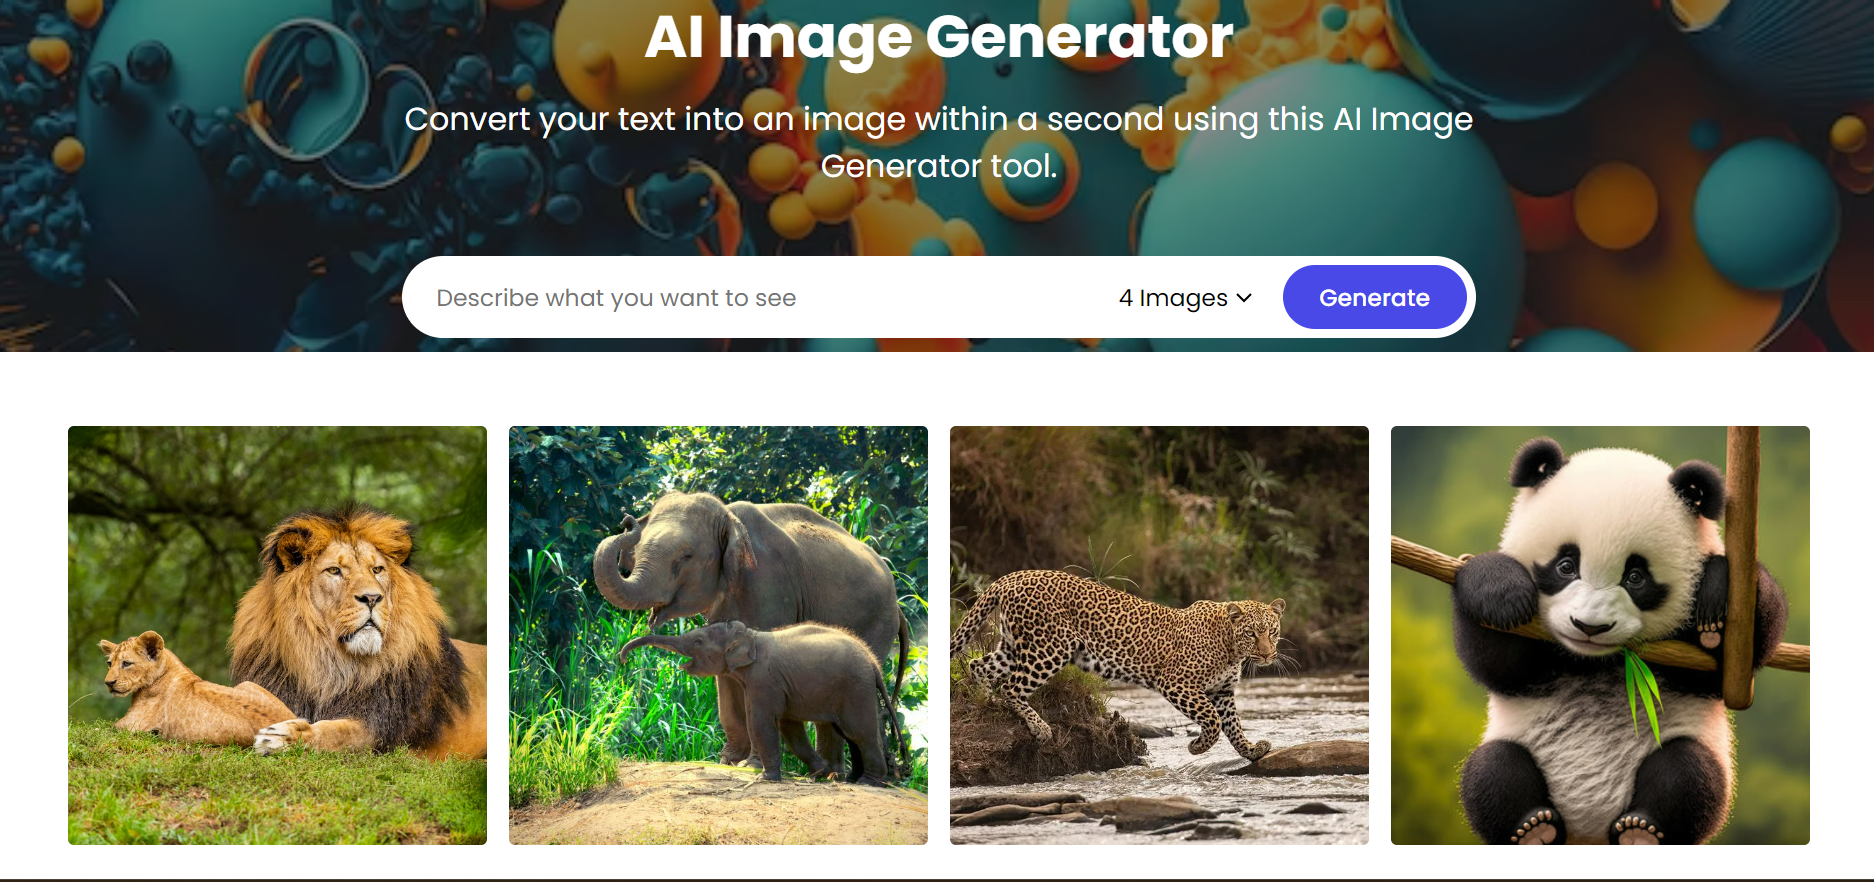 AI Image Generator
Convert your text into an image within a second using this AI Image
Generator tool.
Describe what you want to see
4 Images
Generate